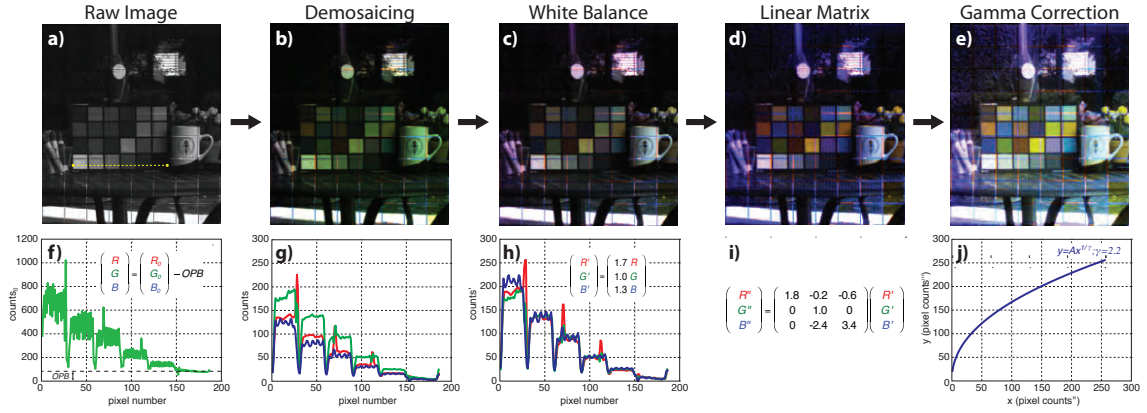 Raw Image
Demosaicing
White Balance
Linear Matrix
Gamma Correction
a)
b)
c)
d)
e)
f)
R
G
B
=
R₀
G₀
B₀
– OPB
counts₀
1200
1000
800
600
400
200
0
OPB
0 50 100 150 200
pixel number
g)
counts
300
250
200
150
100
50
0
0 50 100 150 200
pixel number
h)
R'
G'
B'
=
1.7 R
1.0 G
1.3 B
counts'
300
250
200
150
100
50
0
0 50 100 150 200
pixel number
i)
R"
G"
B"
=
1.8 -0.2 -0.6
0 1.0 0
0 -2.4 3.4
R'
G'
B'
j)
y=Ax^1/γ ;γ=2.2
y (pixel counts''')
300
250
200
150
100
50
0
0 50 100 150 200 250 300
x (pixel counts")